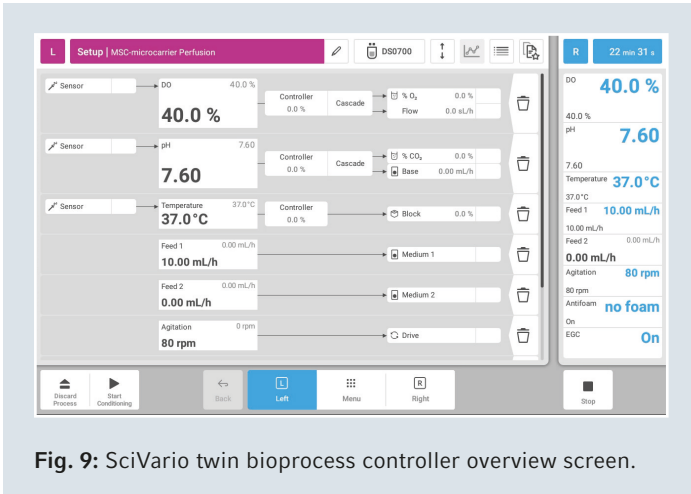 L Setup | MSC-microcarrier Perfusion DS0700 R 22 min 31 s
Sensor DO 40.0 % 40.0 % Controller 0.0 % Cascade % O₂ 0.0 % Flow 0.0 sL/h
Sensor pH 7.60 7.60 Controller 0.0 % Cascade % CO₂ 0.0 % Base 0.00 mL/h
Sensor Temperature 37.0°C 37.0°C Controller 0.0 % Block 0.0 %
Feed 1 0.00 mL/h 10.00 mL/h Medium 1
Feed 2 0.00 mL/h 0.00 mL/h Medium 2
Agitation 0 rpm 80 rpm Drive
DO 40.0 %
40.0 %
pH 7.60
7.60
Temperature 37.0°C
37.0°C
Feed 1 10.00 mL/h
10.00 mL/h
Feed 2 0.00 mL/h
0.00 mL/h
Agitation 80 rpm
80 rpm
Antifoam no foam
On
EGC On
Discard Process
Start Conditioning
Back
L Left
Menu
R Right
Stop
Fig. 9: SciVario twin bioprocess controller overview screen.